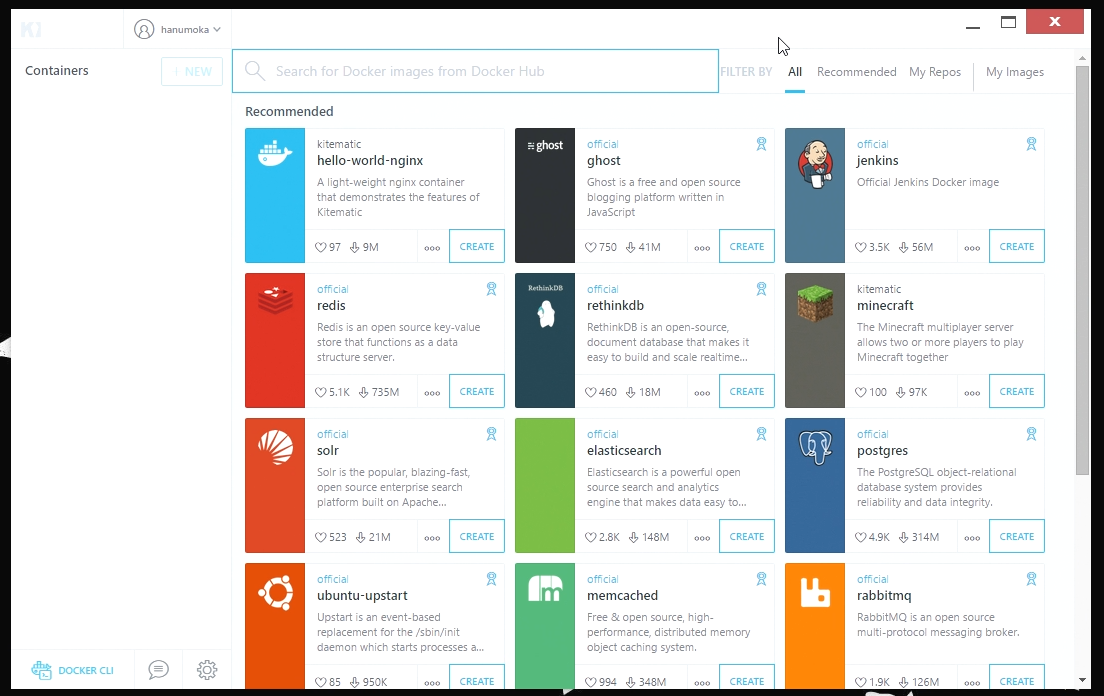 hanumoka
Containers
NEW
Search for Docker images from Docker Hub
FILTER BY
All
Recommended
My Repos
My Images
Recommended
kitematic
hello-world-nginx
A light-weight nginx container
that demonstrates the features of
Kitematic
97
9M
CREATE
ghost
official
ghost
Ghost is a free and open source
blogging platform written in
JavaScript
750
41M
CREATE
official
jenkins
Official Jenkins Docker image
3.5K
56M
CREATE
official
redis
Redis is an open source key-value
store that functions as a data
structure server.
5.1K
735M
CREATE
RethinkDB
official
rethinkdb
RethinkDB is an open-source,
document database that makes it
easy to build and scale realtime...
460
18M
CREATE
kitematic
minecraft
The Minecraft multiplayer server
allows two or more players to play
Minecraft together
100
97K
CREATE
official
solr
Solr is the popular, blazing-fast,
open source enterprise search
platform built on Apache...
523
21M
CREATE
official
elasticsearch
Elasticsearch is a powerful open
source search and analytics
engine that makes data easy to...
2.8K
148M
CREATE
official
postgres
The PostgreSQL object-relational
database system provides
reliability and data integrity.
4.9K
314M
CREATE
official
ubuntu-upstart
Upstart is an event-based
replacement for the /sbin/init
daemon which starts processes a...
85
950K
CREATE
official
memcached
Free & open source, high-
performance, distributed memory
object caching system.
994
348M
CREATE
official
rabbitmq
RabbitMQ is an open source
multi-protocol messaging broker.
1.9K
126M
CREATE
DOCKER CLI